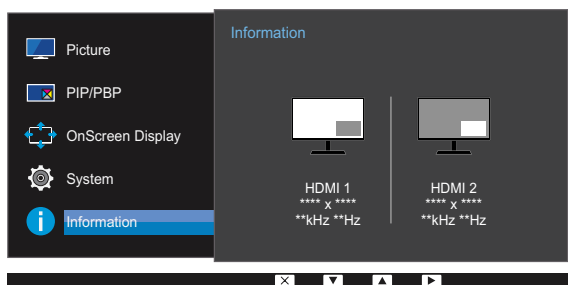 Information
Picture
PIP/PBP
OnScreen Display
System
Information
HDMI 1
**** x ****
**kHz **Hz
HDMI 2
**** x ****
**kHz **Hz